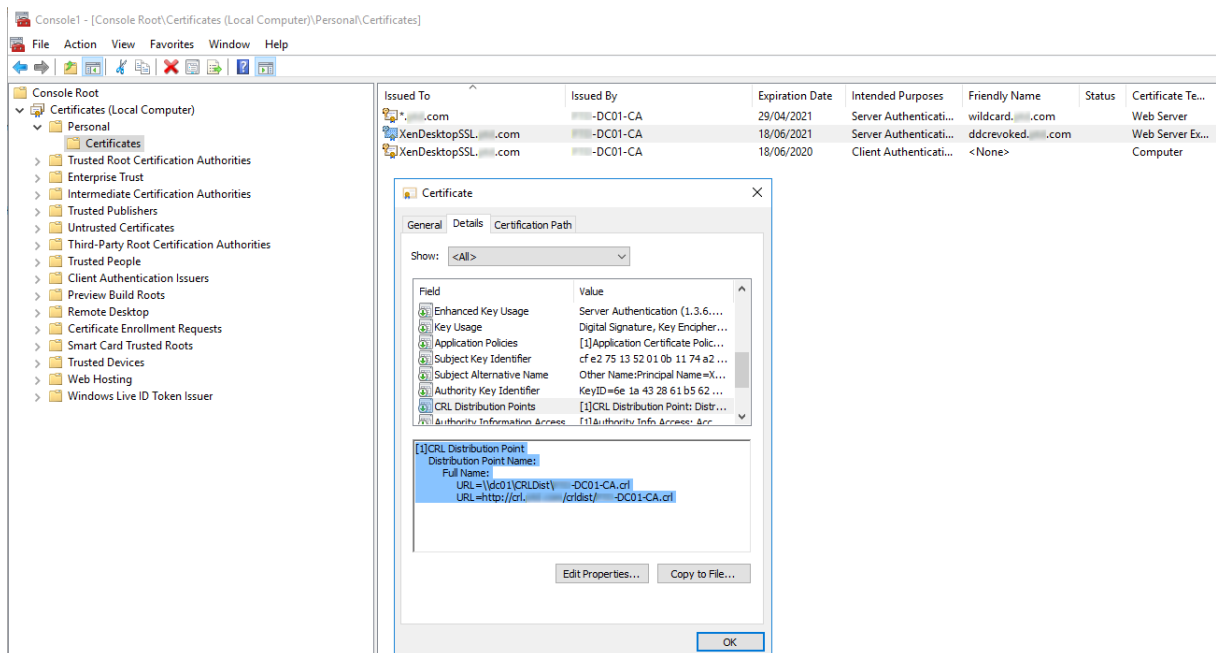 Console1 - [Console Root\Certificates (Local Computer)\Personal\Certificates]
File Action View Favorites Window Help
Console Root
Certificates (Local Computer)
Personal
Certificates
Trusted Root Certification Authorities
Enterprise Trust
Intermediate Certification Authorities
Trusted Publishers
Untrusted Certificates
Third-Party Root Certification Authorities
Trusted People
Client Authentication Issuers
Preview Build Roots
Remote Desktop
Certificate Enrollment Requests
Smart Card Trusted Roots
Trusted Devices
Web Hosting
Windows Live ID Token Issuer
Issued To Issued By Expiration Date Intended Purposes Friendly Name Status Certificate Te...
*. .com -DC01-CA 29/04/2021 Server Authenticati... wildcard. .com Web Server
XenDesktopSSL. .com -DC01-CA 18/06/2021 Server Authenticati... ddcrevoked. .com Web Server Ex...
XenDesktopSSL. .com -DC01-CA 18/06/2020 Client Authenticati... <None> Computer
Certificate
General Details Certification Path
Show: <All>
Field Value
Enhanced Key Usage Server Authentication (1.3.6....
Key Usage Digital Signature, Key Encipher...
Application Policies [1]Application Certificate Polic...
Subject Key Identifier cf e2 75 13 52 01 0b 11 74 a2 ...
Subject Alternative Name Other Name:Principal Name=X...
Authority Key Identifier KeyID=6e 1a 43 28 61 b5 62 ...
CRL Distribution Points [1]CRL Distribution Point: Distr...
Authority Information Access [1]Authority Info Access: Acc...
[1]CRL Distribution Point
Distribution Point Name:
Full Name:
URL=\\dc01\CRLDist\ -DC01-CA.crl
URL=http://crl. /crldist/ -DC01-CA.crl
Edit Properties... Copy to File...
OK